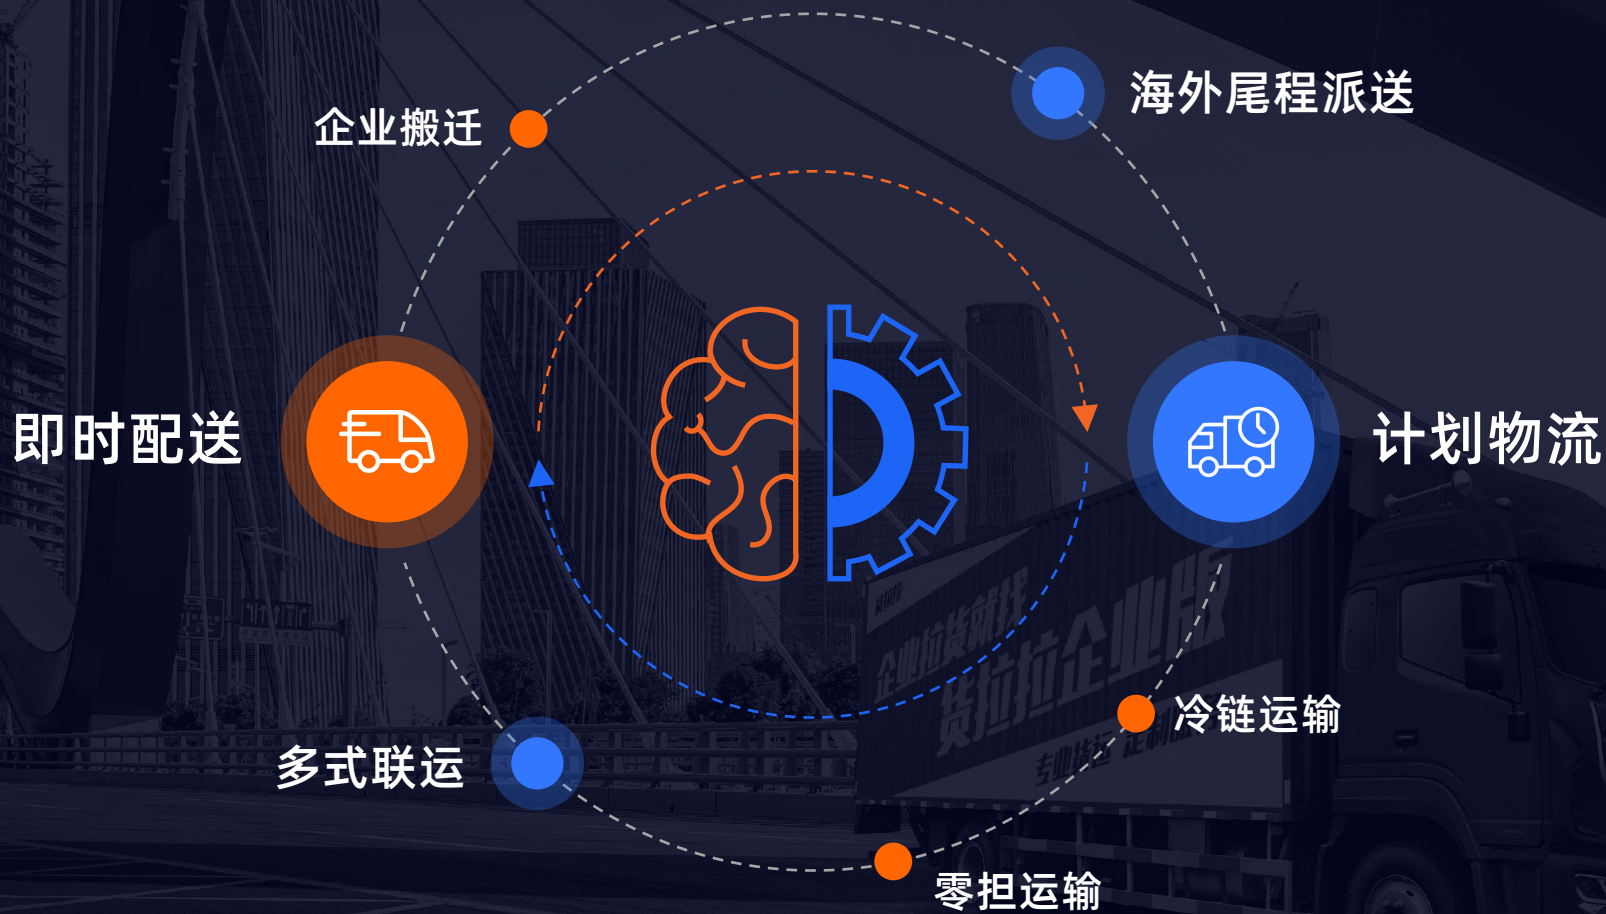 海外尾程派送
企业搬迁
即时配送
计划物流
企业拉货就找
货拉拉企业版
冷链运输
多式联运
零担运输